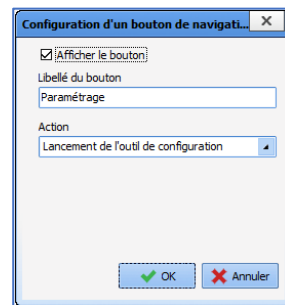 Configuration d'un bouton de navigati...
Afficher le bouton
Libellé du bouton
Paramétrage
Action
Lancement de l'outil de configuration
OK
Annuler